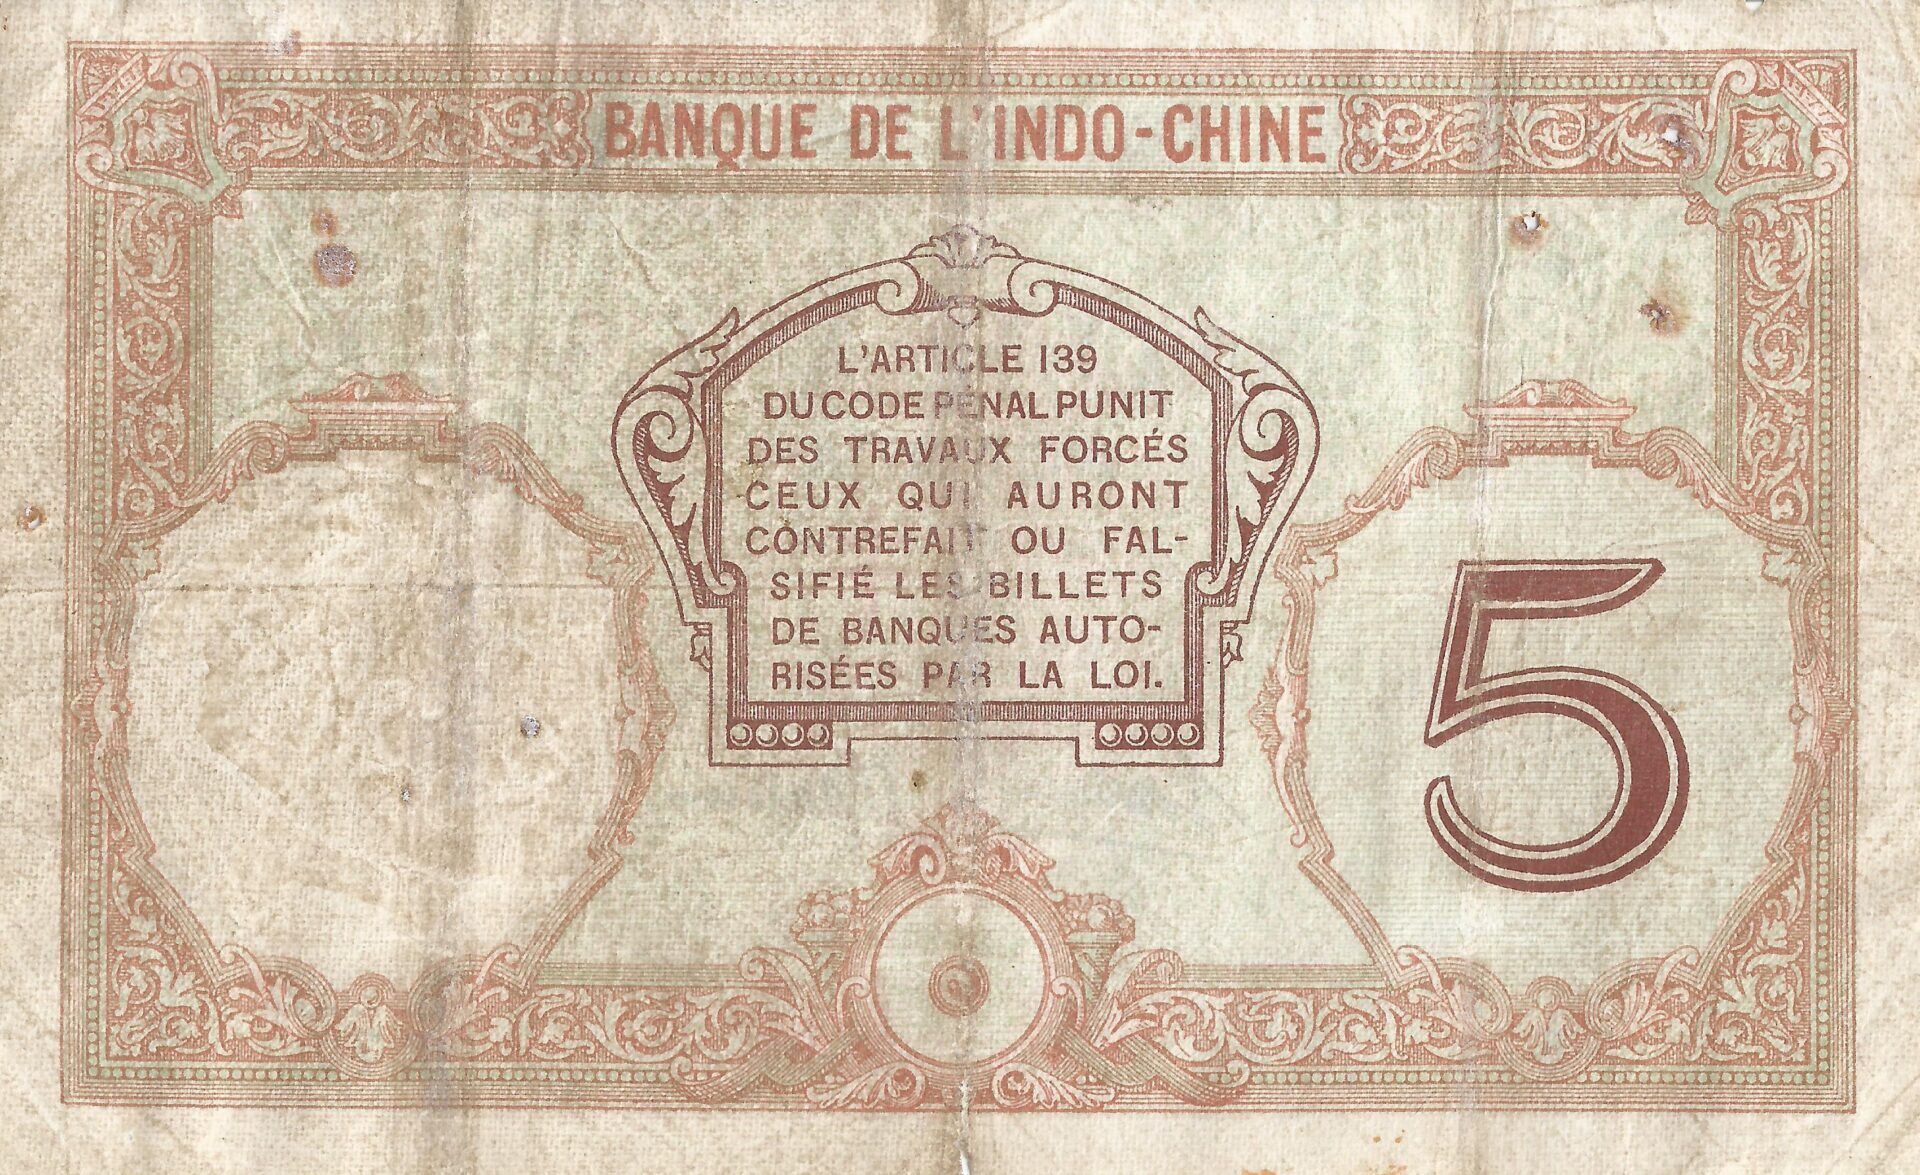 BANQUE DE L'INDO-CHINE
L'ARTICLE 139
DU CODE PENAL PUNIT
DES TRAVAUX FORCÉS
CEUX QUI AURONT
CONTREFAIT OU FAL-
SIFIÉ LES BILLETS
DE BANQUES AUTO-
RISÉES PAR LA LOI.
5